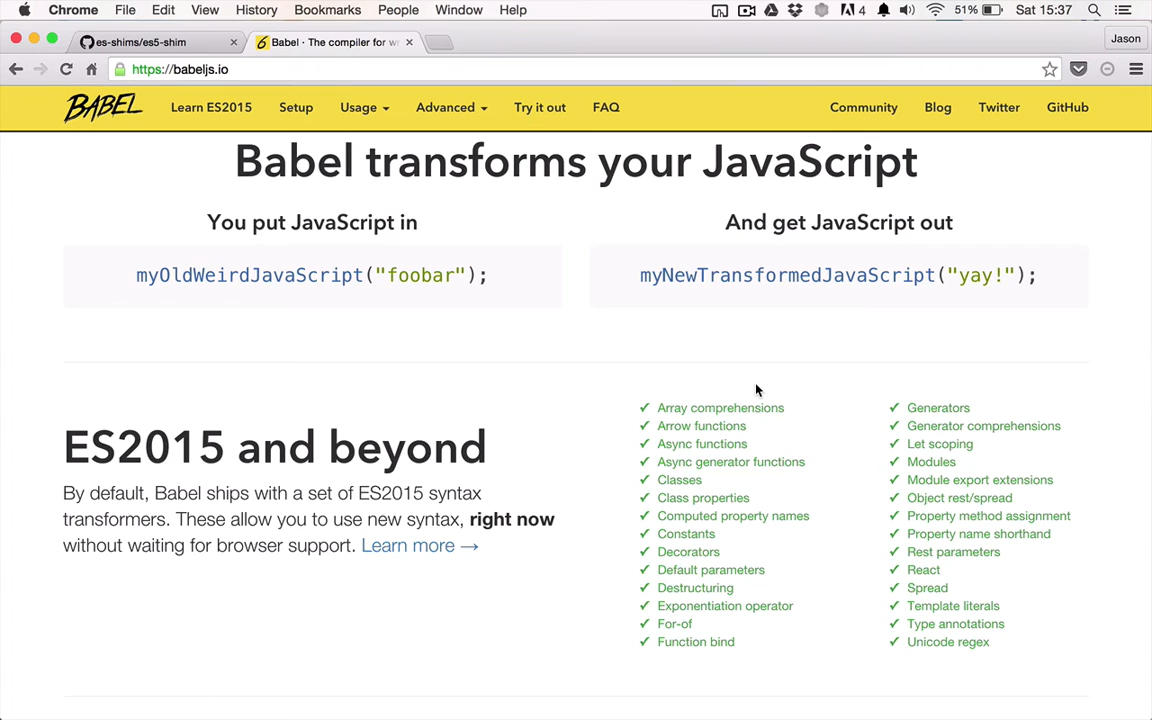 Chrome File Edit View History Bookmarks People Window Help 4 51% Sat 15:37
es-shims/es5-shim
Babel · The compiler for wr
Jason
https://babeljs.io
BABEL Learn ES2015 Setup Usage Advanced Try it out FAQ Community Blog Twitter GitHub
Babel transforms your JavaScript
You put JavaScript in
And get JavaScript out
myOldWeirdJavaScript("foobar");
myNewTransformedJavaScript("yay!");
ES2015 and beyond
By default, Babel ships with a set of ES2015 syntax
transformers. These allow you to use new syntax, right now
without waiting for browser support. Learn more →
✓ Array comprehensions
✓ Arrow functions
✓ Async functions
✓ Async generator functions
✓ Classes
✓ Class properties
✓ Computed property names
✓ Constants
✓ Decorators
✓ Default parameters
✓ Destructuring
✓ Exponentiation operator
✓ For-of
✓ Function bind
✓ Generators
✓ Generator comprehensions
✓ Let scoping
✓ Modules
✓ Module export extensions
✓ Object rest/spread
✓ Property method assignment
✓ Property name shorthand
✓ Rest parameters
✓ React
✓ Spread
✓ Template literals
✓ Type annotations
✓ Unicode regex